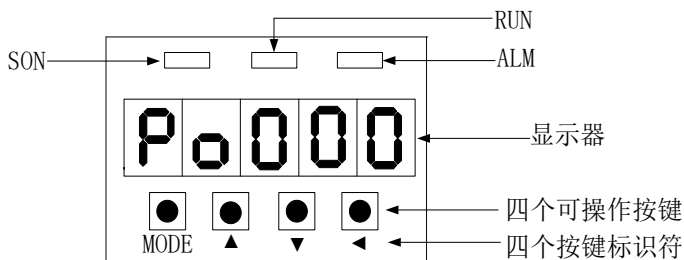 RUN
SON
ALM
Po000
显示器
四个可操作按键
MODE ▲ ▼ ◀
四个按键标识符